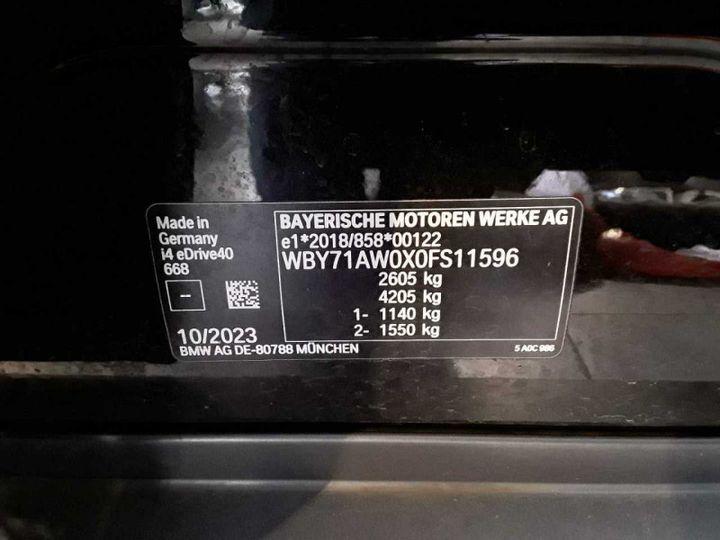 Made in
Germany
i4 eDrive40
668
--
10/2023
BAYERISCHE MOTOREN WERKE AG
e1*2018/858*00122
WBY71AW0X0FS11596
2605 kg
4205 kg
1- 1140 kg
2- 1550 kg
BMW AG DE-80788 MÜNCHEN
5 A0C 986